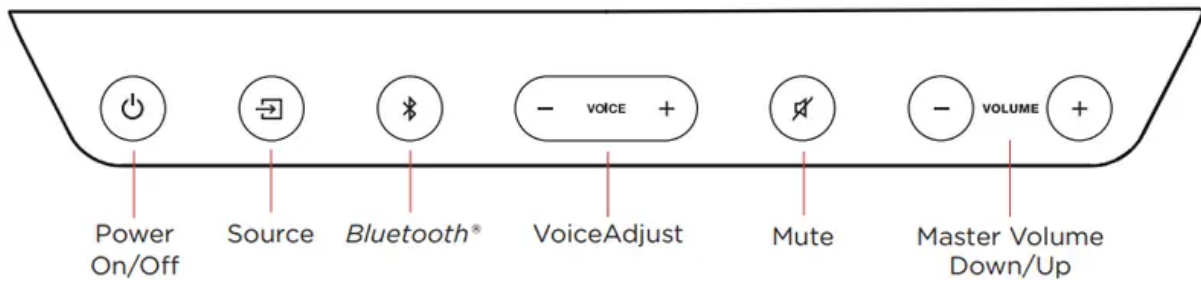 − VOICE +
− VOLUME +
Power On/Off
Source
Bluetooth®
VoiceAdjust
Mute
Master Volume Down/Up